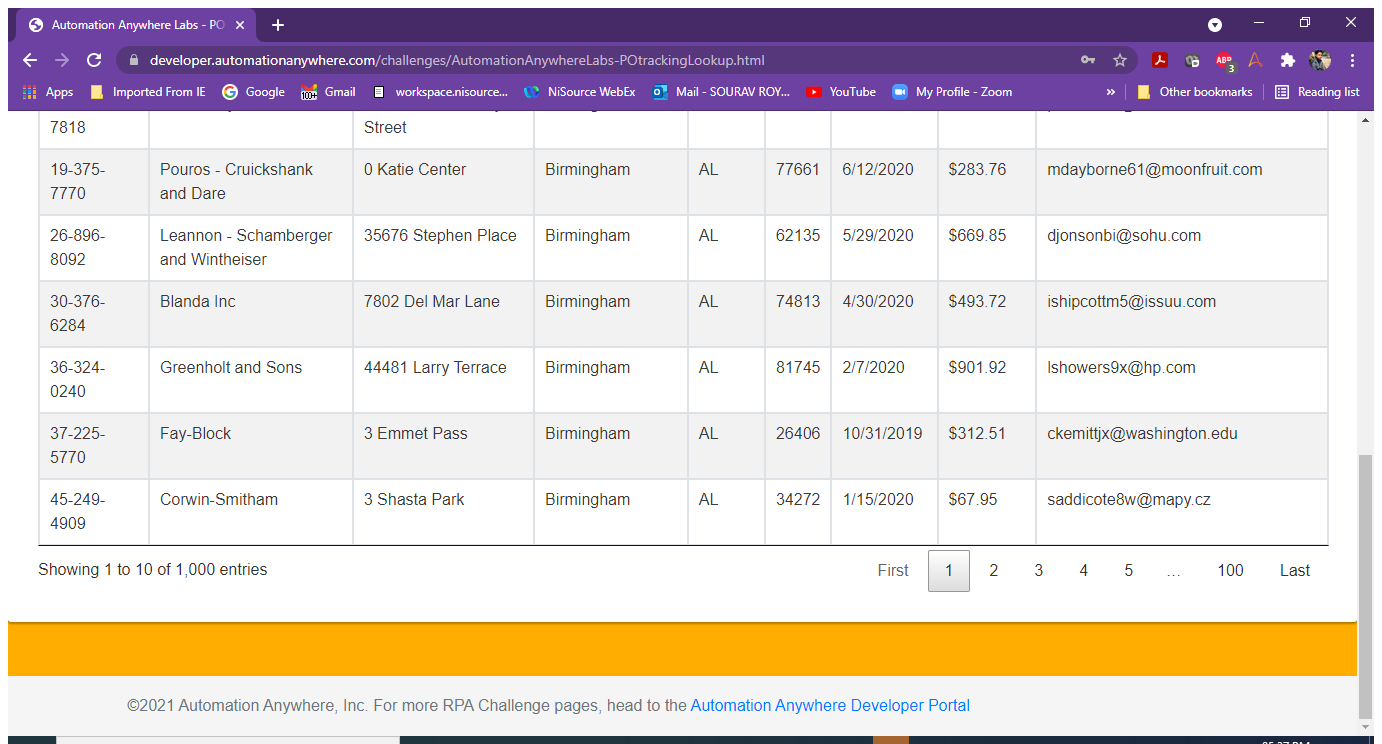 Automation Anywhere Labs - PO
developer.automationanywhere.com/challenges/AutomationAnywhereLabs-POtrackingLookup.html
ABP 3
Apps Imported From IE Google 100+ Gmail workspace.nisource... NiSource WebEx Mail - SOURAV ROY... YouTube My Profile - Zoom » Other bookmarks Reading list
7818 Street
19-375- Pouros - Cruickshank 0 Katie Center Birmingham AL 77661 6/12/2020 $283.76 mdayborne61@moonfruit.com
7770 and Dare
26-896- Leannon - Schamberger 35676 Stephen Place Birmingham AL 62135 5/29/2020 $669.85 djonsonbi@sohu.com
8092 and Wintheiser
30-376- Blanda Inc 7802 Del Mar Lane Birmingham AL 74813 4/30/2020 $493.72 ishipcottm5@issuu.com
6284
36-324- Greenholt and Sons 44481 Larry Terrace Birmingham AL 81745 2/7/2020 $901.92 lshowers9x@hp.com
0240
37-225- Fay-Block 3 Emmet Pass Birmingham AL 26406 10/31/2019 $312.51 ckemittjx@washington.edu
5770
45-249- Corwin-Smitham 3 Shasta Park Birmingham AL 34272 1/15/2020 $67.95 saddicote8w@mapy.cz
4909
Showing 1 to 10 of 1,000 entries First 1 2 3 4 5 ... 100 Last
©2021 Automation Anywhere, Inc. For more RPA Challenge pages, head to the Automation Anywhere Developer Portal